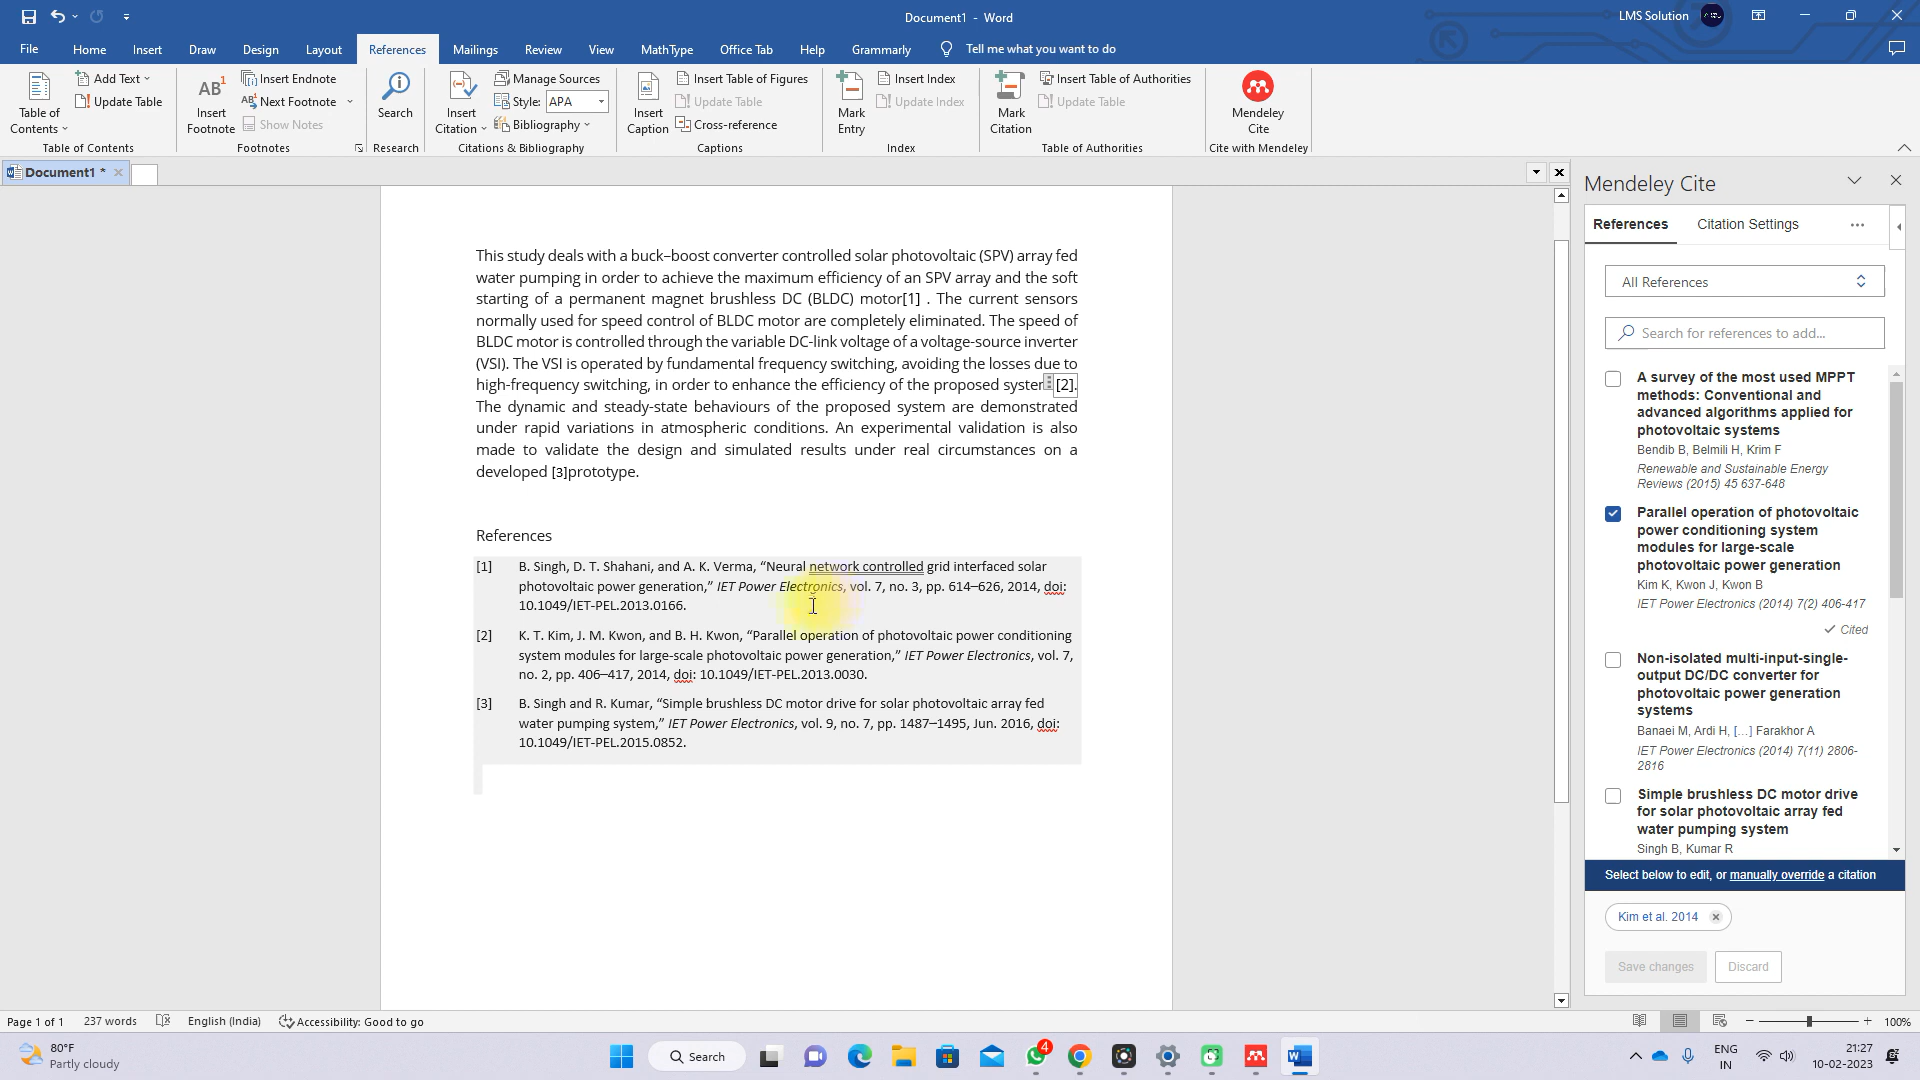 Document1 - Word
LMS Solution
File Home Insert Draw Design Layout References Mailings Review View MathType Office Tab Help Grammarly Tell me what you want to do
Table of Contents
Add Text
Update Table
Table of Contents
AB1
Insert Footnote
Insert Endnote
Next Footnote
Show Notes
Footnotes
Search
Research
Insert Citation
Manage Sources
Style: APA
Bibliography
Citations & Bibliography
Insert Caption
Insert Table of Figures
Update Table
Cross-reference
Captions
Mark Entry
Insert Index
Update Index
Index
Mark Citation
Insert Table of Authorities
Update Table
Table of Authorities
Mendeley Cite
Cite with Mendeley
Document1 *
This study deals with a buck–boost converter controlled solar photovoltaic (SPV) array fed
water pumping in order to achieve the maximum efficiency of an SPV array and the soft
starting of a permanent magnet brushless DC (BLDC) motor[1] . The current sensors
normally used for speed control of BLDC motor are completely eliminated. The speed of
BLDC motor is controlled through the variable DC-link voltage of a voltage-source inverter
(VSI). The VSI is operated by fundamental frequency switching, avoiding the losses due to
high-frequency switching, in order to enhance the efficiency of the proposed system [2].
The dynamic and steady-state behaviours of the proposed system are demonstrated
under rapid variations in atmospheric conditions. An experimental validation is also
made to validate the design and simulated results under real circumstances on a
developed [3]prototype.
References
[1] B. Singh, D. T. Shahani, and A. K. Verma, “Neural network controlled grid interfaced solar
photovoltaic power generation,” IET Power Electronics, vol. 7, no. 3, pp. 614–626, 2014, doi:
10.1049/IET-PEL.2013.0166.
[2] K. T. Kim, J. M. Kwon, and B. H. Kwon, “Parallel operation of photovoltaic power conditioning
system modules for large-scale photovoltaic power generation,” IET Power Electronics, vol. 7,
no. 2, pp. 406–417, 2014, doi: 10.1049/IET-PEL.2013.0030.
[3] B. Singh and R. Kumar, “Simple brushless DC motor drive for solar photovoltaic array fed
water pumping system,” IET Power Electronics, vol. 9, no. 7, pp. 1487–1495, Jun. 2016, doi:
10.1049/IET-PEL.2015.0852.
Mendeley Cite
References Citation Settings ...
All References
Search for references to add...
A survey of the most used MPPT
methods: Conventional and
advanced algorithms applied for
photovoltaic systems
Bendib B, Belmili H, Krim F
Renewable and Sustainable Energy
Reviews (2015) 45 637-648
Parallel operation of photovoltaic
power conditioning system
modules for large-scale
photovoltaic power generation
Kim K, Kwon J, Kwon B
IET Power Electronics (2014) 7(2) 406-417
Cited
Non-isolated multi-input-single-
output DC/DC converter for
photovoltaic power generation
systems
Banaei M, Ardi H, [...] Farakhor A
IET Power Electronics (2014) 7(11) 2806-
2816
Simple brushless DC motor drive
for solar photovoltaic array fed
water pumping system
Singh B, Kumar R
Select below to edit, or manually override a citation
Kim et al. 2014
Save changes Discard
Page 1 of 1 237 words English (India) Accessibility: Good to go 100%
80°F
Partly cloudy
Search
4
ENG
IN
21:27
10-02-2023